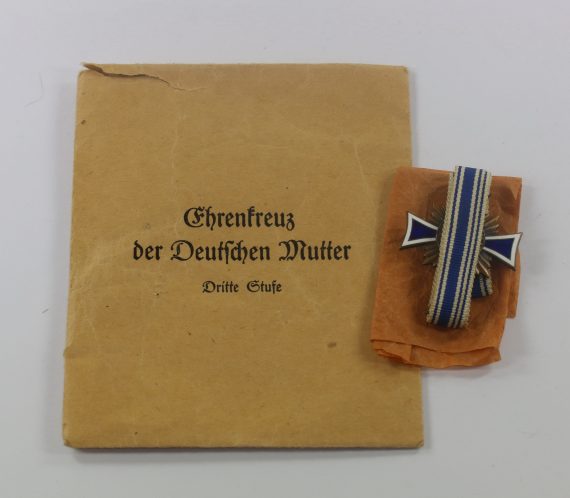 Ehrenkreuz
der Deutschen Mutter
Dritte Stufe